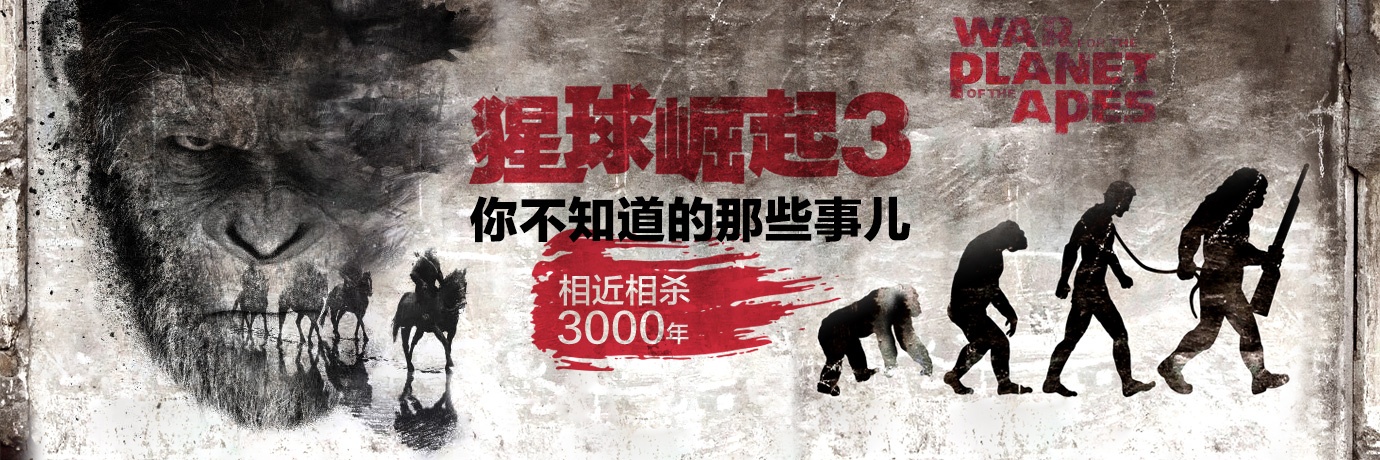 猩球崛起3
你不知道的那些事儿
相近相杀
3000年
WAR FOR THE
PLANET
OF THE APES